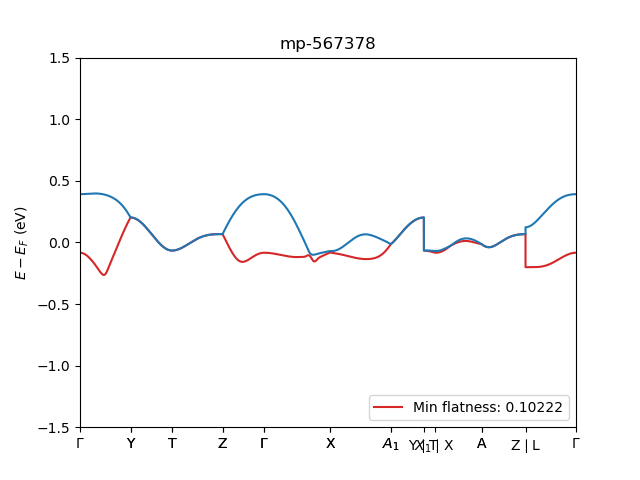 mp-567378
1.5
1.0
0.5
0.0
−0.5
−1.0
−1.5
E − E_F (eV)
Min flatness: 0.10222
Γ Y T Z Γ X A₁ A Γ
X₁ | T | X Z | L